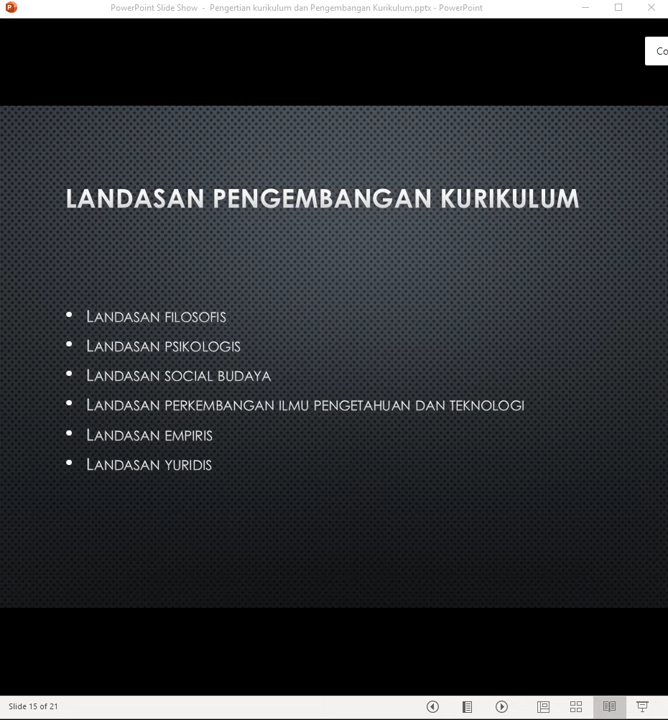 PowerPoint Slide Show - Pengertian kurikulum dan Pengembangan Kurikulum.pptx - PowerPoint
Co
LANDASAN PENGEMBANGAN KURIKULUM
• LANDASAN FILOSOFIS
• LANDASAN PSIKOLOGIS
• LANDASAN SOCIAL BUDAYA
• LANDASAN PERKEMBANGAN ILMU PENGETAHUAN DAN TEKNOLOGI
• LANDASAN EMPIRIS
• LANDASAN YURIDIS
Slide 15 of 21